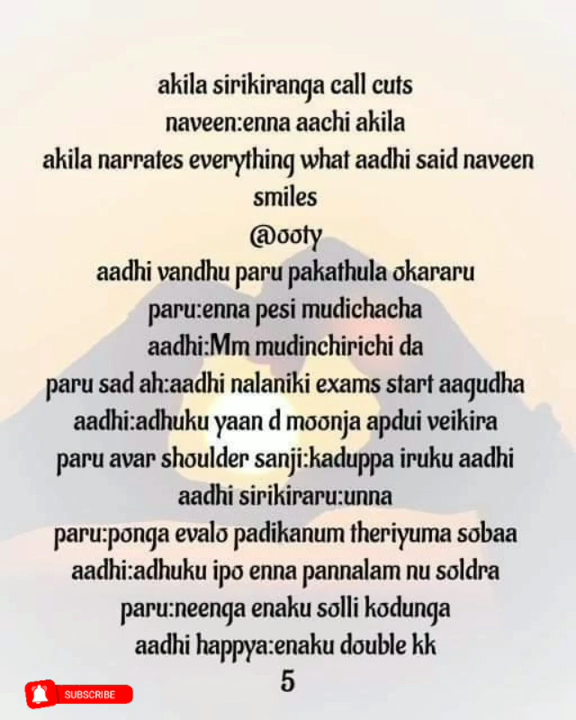 akila sirikiranga call cuts
naveen:enna aachi akila
akila narrates everything what aadhi said naveen
smiles
@ooty
aadhi vandhu paru pakathula okararu
paru:enna pesi mudichacha
aadhi:Mm mudinchirichi da
paru sad ah:aadhi nalaniki exams start aagudha
aadhi:adhuku yaan d moonja apdui veikira
paru avar shoulder sanji:kaduppa iruku aadhi
aadhi sirikiraru:unna
paru:ponga evalo padikanum theriyuma sobaa
aadhi:adhuku ipo enna pannalam nu soldra
paru:neenga enaku solli kodunga
aadhi happya:enaku double kk
5
SUBSCRIBE